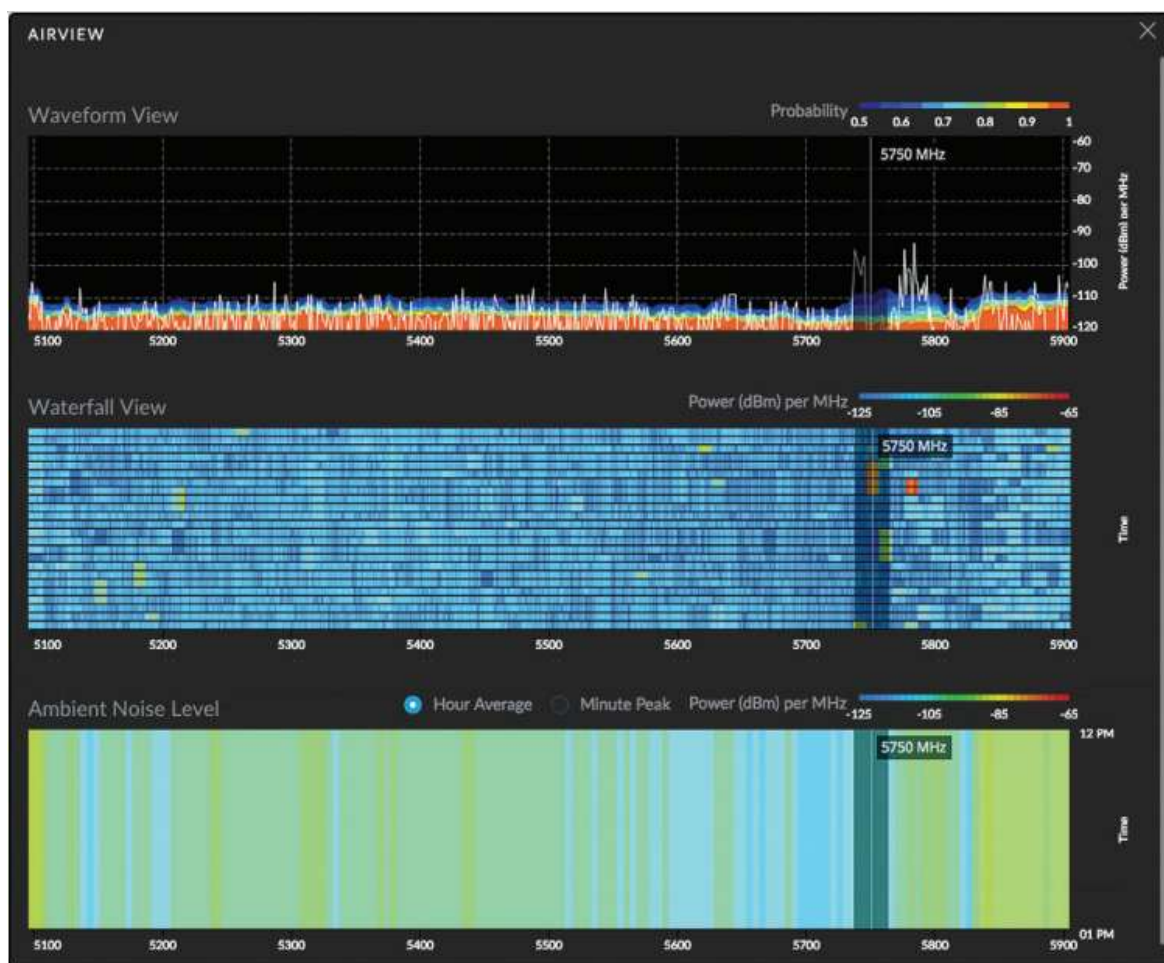 AIRVIEW
Waveform View
Probability
0.5 0.6 0.7 0.8 0.9 1
5750 MHz
-60
-70
-80
-90
-100
-110
-120
Power (dBm) per MHz
5100 5200 5300 5400 5500 5600 5700 5800 5900
Waterfall View
Power (dBm) per MHz
-125 -105 -85 -65
5750 MHz
Time
5100 5200 5300 5400 5500 5600 5700 5800 5900
Ambient Noise Level
Hour Average Minute Peak
Power (dBm) per MHz
-125 -105 -85 -65
5750 MHz
12 PM
Time
01 PM
5100 5200 5300 5400 5500 5600 5700 5800 5900